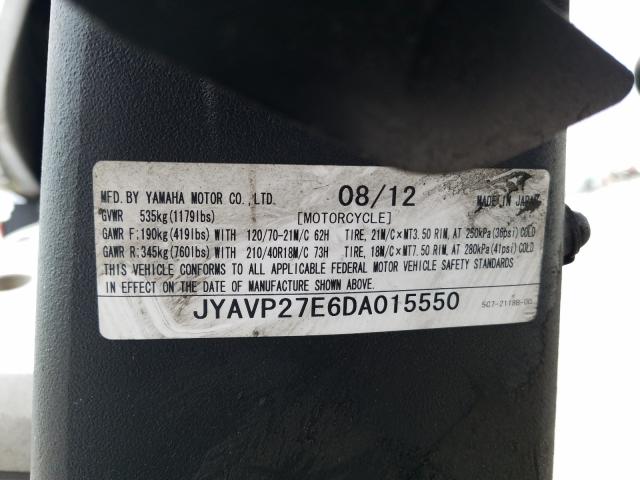 MFD. BY YAMAHA MOTOR CO., LTD. 08/12 MADE IN JAPAN
GVWR 535kg(1179lbs) [MOTORCYCLE]
GAWR F:190kg(419lbs) WITH 120/70-21M/C 62H TIRE, 21M/C×MT3.50 RIM, AT 250kPa(36psi)COLD
GAWR R:345kg(760lbs) WITH 210/40R18M/C 73H TIRE, 18M/C×MT7.50 RIM, AT 280kPa(41psi)COLD
THIS VEHICLE CONFORMS TO ALL APPLICABLE FEDERAL MOTOR VEHICLE SAFETY STANDARDS
IN EFFECT ON THE DATE OF MANUFACTURE SHOWN ABOVE.
JYAVP27E6DA015550 5C7-2118B-00